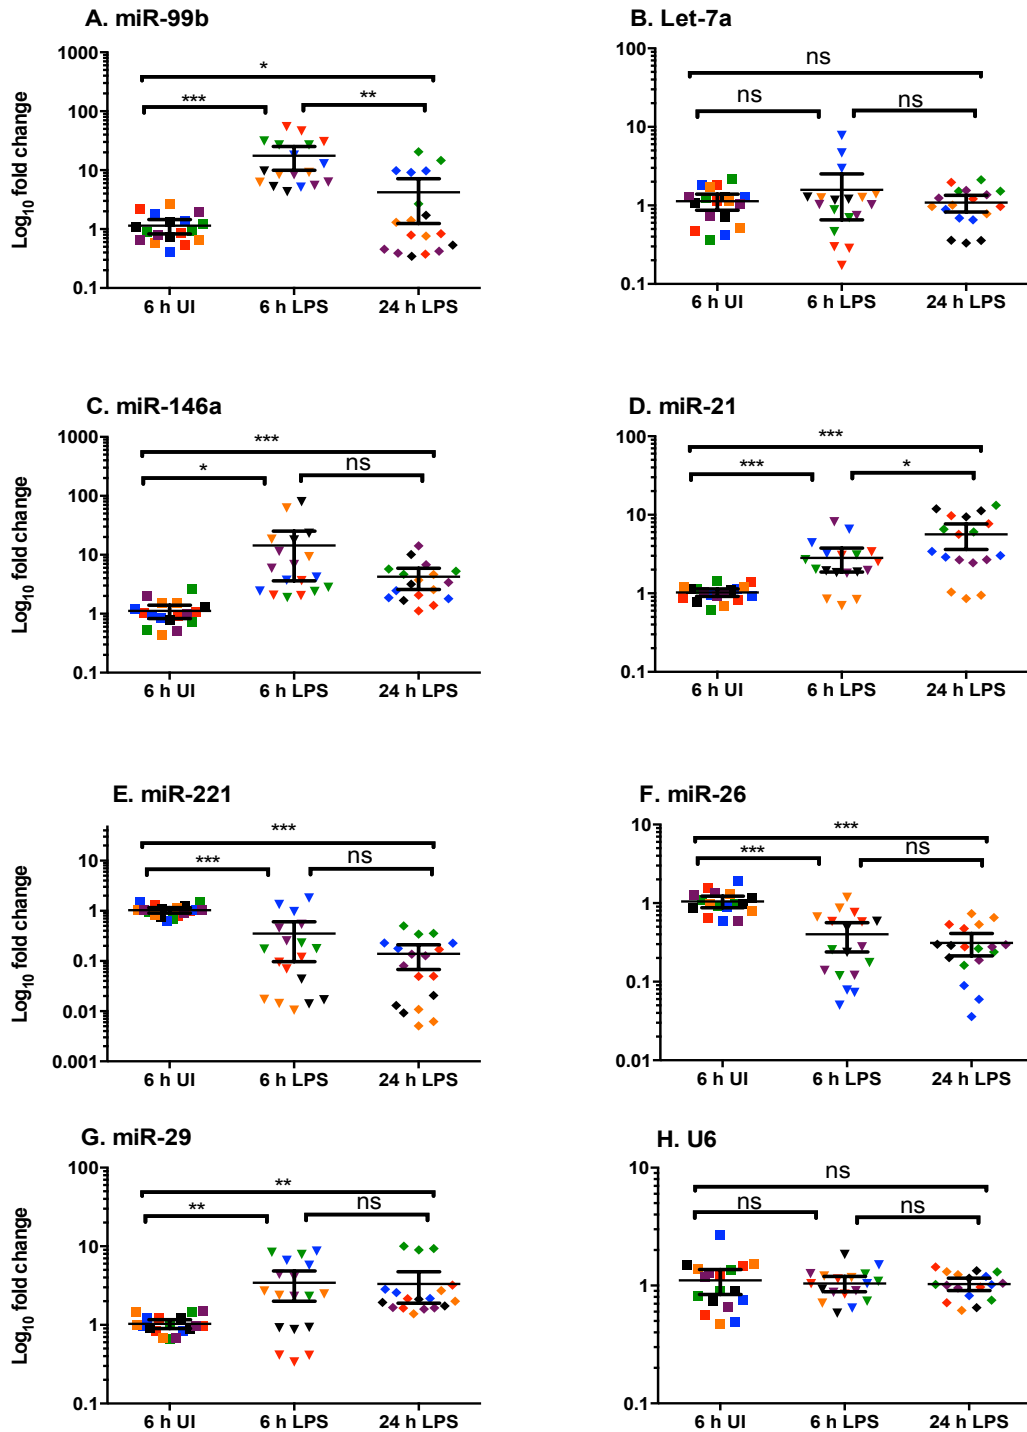 A. miR-99b
B. Let-7a
Log10 fold change
1000
100
10
1
0.1
*
***
**
6 h UI
6 h LPS
24 h LPS
10
1
0.1
ns
ns
ns
6 h UI
6 h LPS
24 h LPS
C. miR-146a
D. miR-21
Log10 fold change
1000
100
10
1
0.1
***
*
ns
6 h UI
6 h LPS
24 h LPS
100
10
1
0.1
***
***
*
6 h UI
6 h LPS
24 h LPS
E. miR-221
F. miR-26
Log10 fold change
10
1
0.1
0.01
0.001
***
***
ns
6 h UI
6 h LPS
24 h LPS
10
1
0.1
0.01
***
***
ns
6 h UI
6 h LPS
24 h LPS
G. miR-29
H. U6
Log10 fold change
100
10
1
0.1
**
**
ns
6 h UI
6 h LPS
24 h LPS
10
1
0.1
ns
ns
ns
6 h UI
6 h LPS
24 h LPS